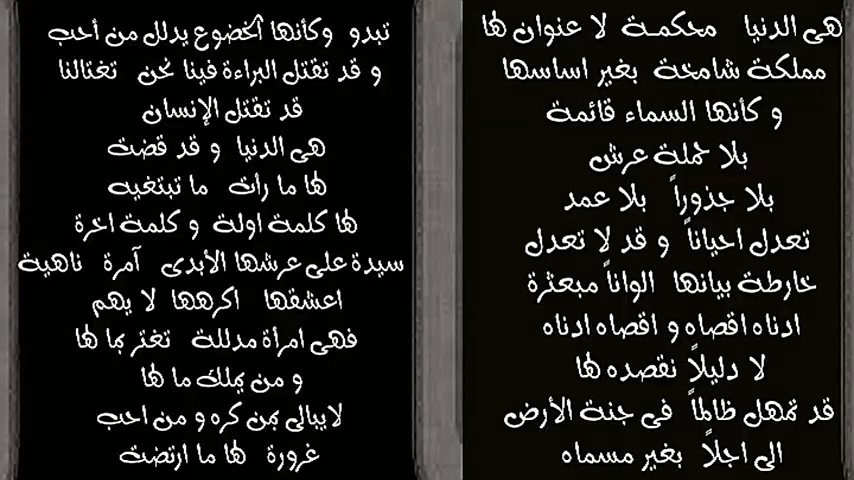 هى الدنيا محكمة لا عنوان لها
مملكة شامخة بغير اساسها
و كأنها السماء قائمة
بلا حملة عرش
بلا جذوراً بلا عمد
تعدل احياناً و قد لا تعدل
خارطة بيانها الواناً مبعثرة
ادناه اقصاه و اقصاه ادناه
لا دليلاً نقصده لها
قد تمهل ظالماً فى جنة الأرض
الى اجلاً بغير مسماه
تبدو وكأنها الخضوع يدلل من أحب
و قد تقتل البراءة فينا نحن تغتالنا
قد تقتل الإنسان
هى الدنيا و قد قضت
لها ما رأت ما تبتغيه
لها كلمة اولة و كلمة اخرة
سيدة على عرشها الأبدى آمرة ناهية
اعشقها اكرهها لا يهم
فهى امرأة مدللة تغتر بما لها
و من يملك ما لها
لايبالى بمن كره و من احب
غرورة لها ما ارتضت